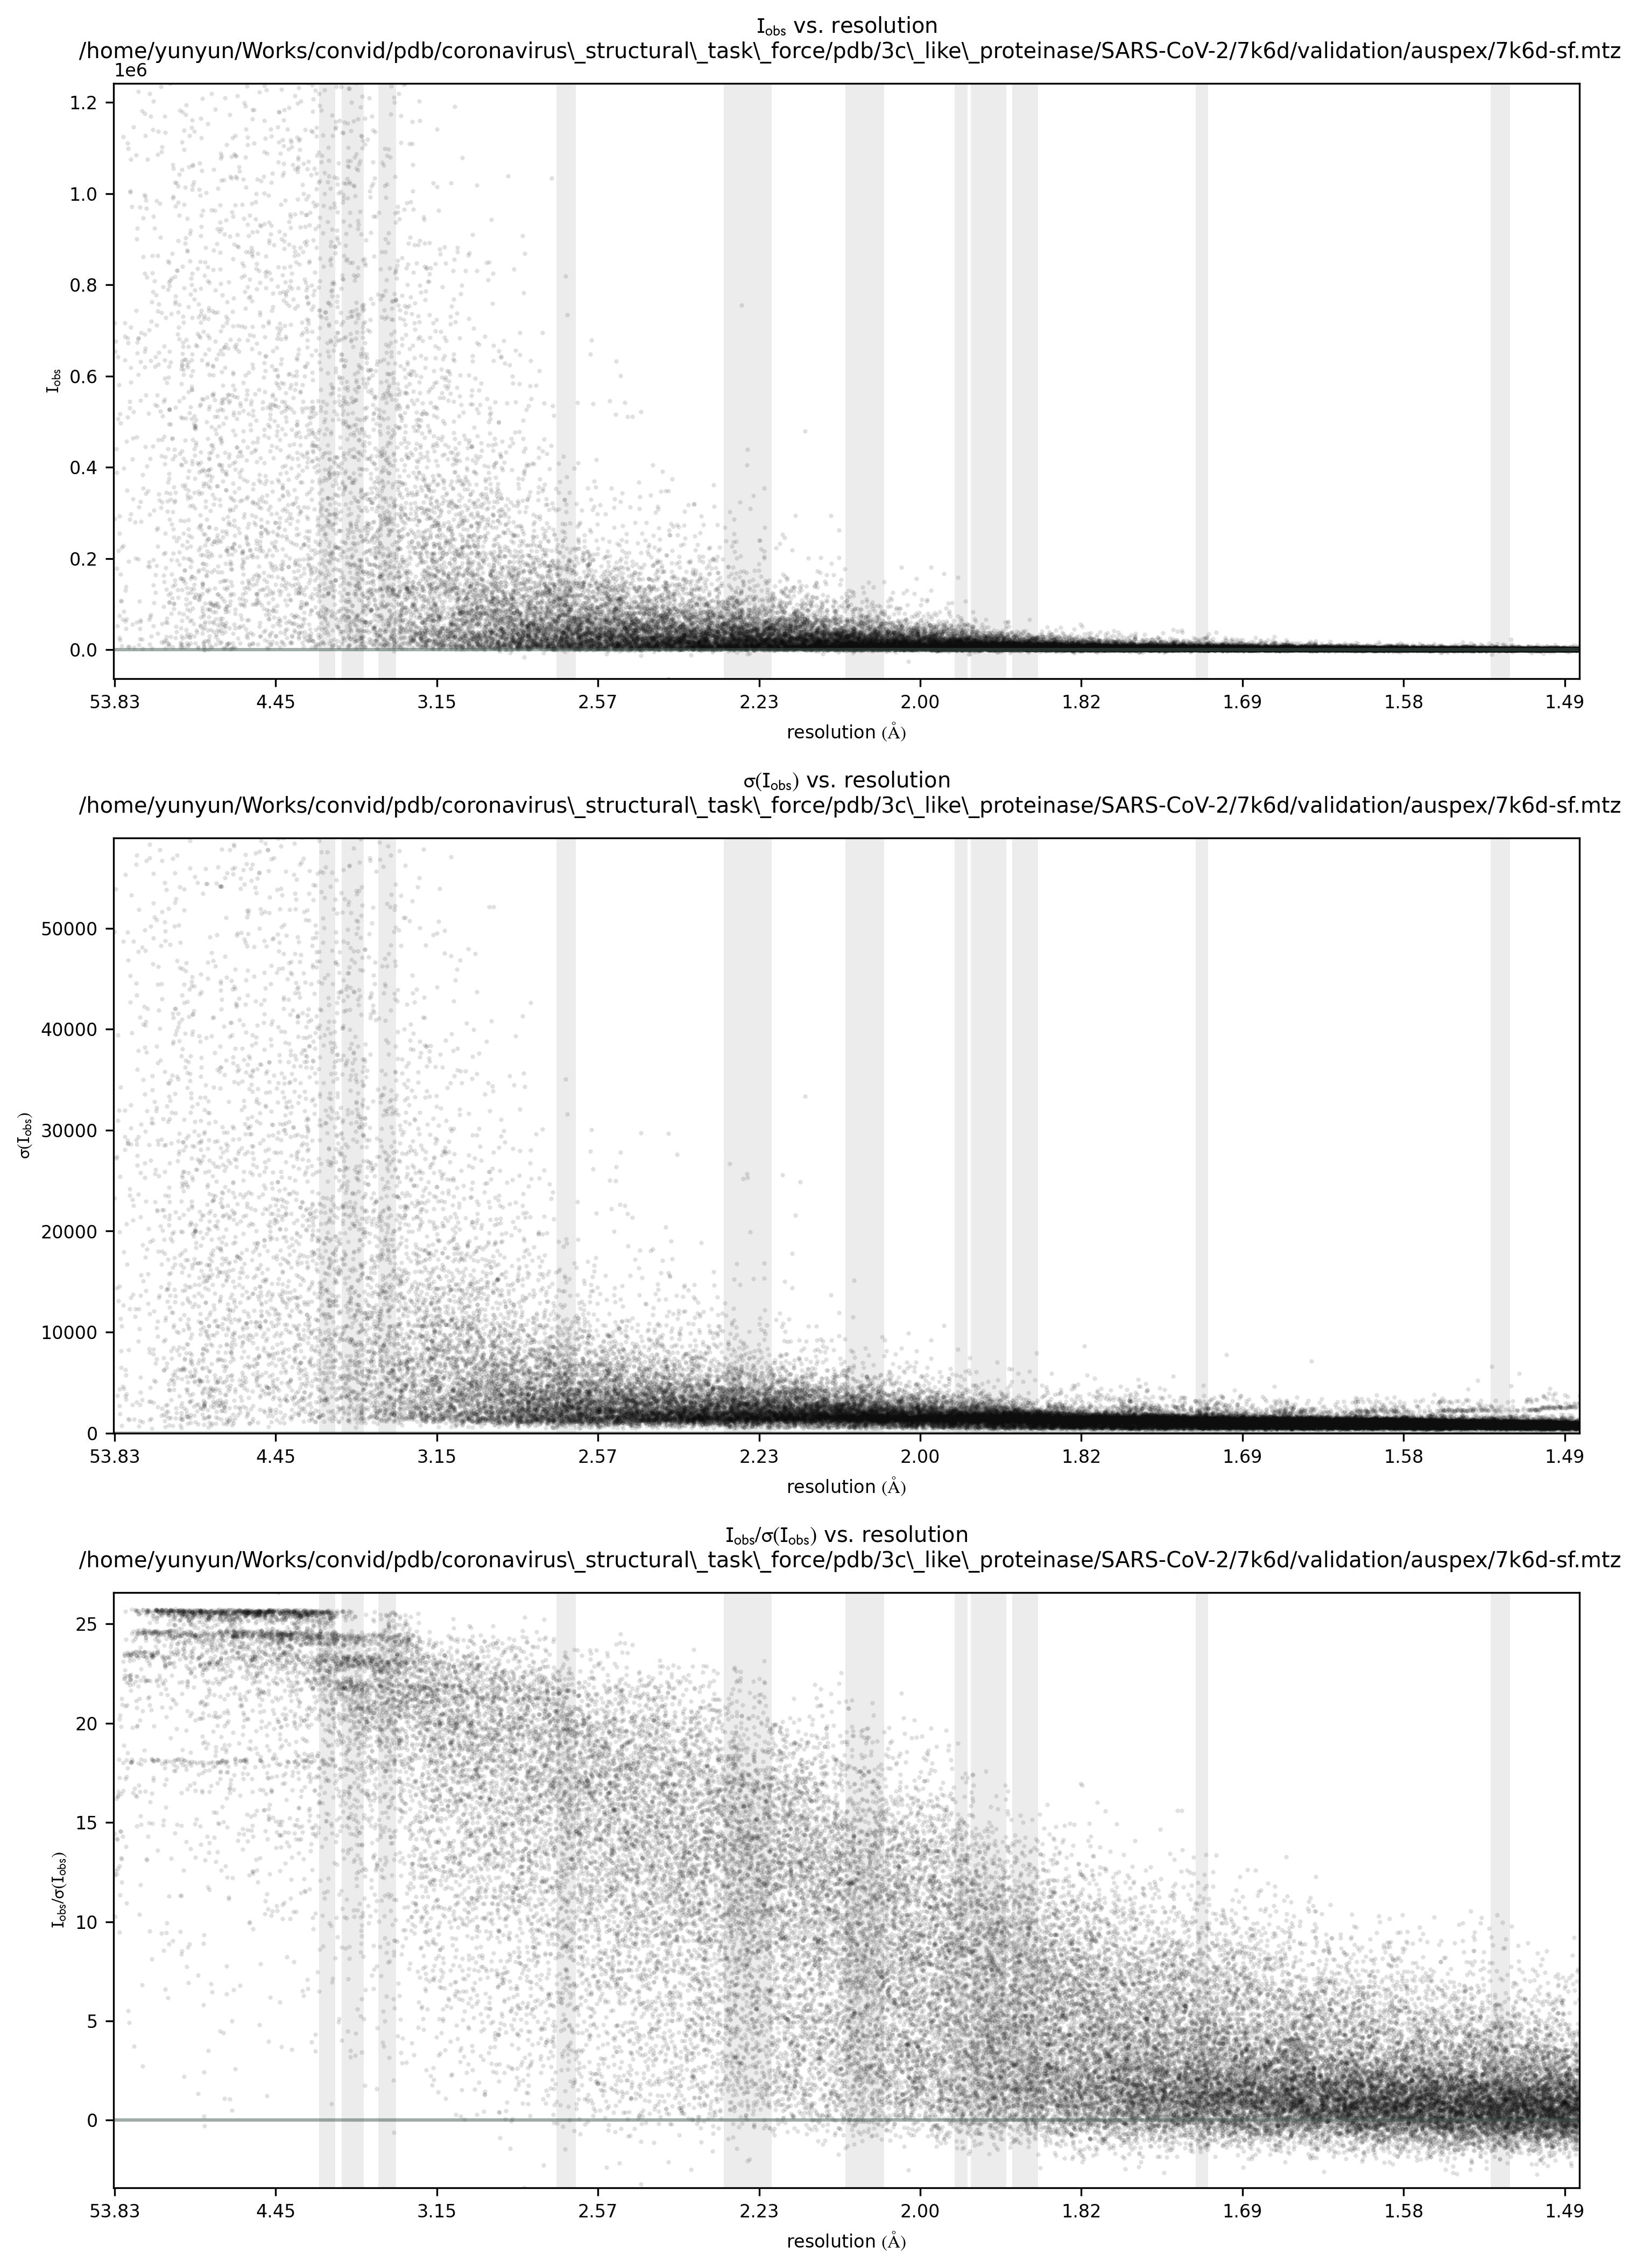 Iobs vs. resolution
/home/yunyun/Works/convid/pdb/coronavirus\_structural\_task\_force/pdb/3c\_like\_proteinase/SARS-CoV-2/7k6d/validation/auspex/7k6d-sf.mtz
1e6
1.2
1.0
0.8
0.6
0.4
0.2
0.0
Iobs
53.83 4.45 3.15 2.57 2.23 2.00 1.82 1.69 1.58 1.49
resolution (Å)
σ(Iobs) vs. resolution
/home/yunyun/Works/convid/pdb/coronavirus\_structural\_task\_force/pdb/3c\_like\_proteinase/SARS-CoV-2/7k6d/validation/auspex/7k6d-sf.mtz
50000
40000
30000
20000
10000
0
σ(Iobs)
53.83 4.45 3.15 2.57 2.23 2.00 1.82 1.69 1.58 1.49
resolution (Å)
Iobs/σ(Iobs) vs. resolution
/home/yunyun/Works/convid/pdb/coronavirus\_structural\_task\_force/pdb/3c\_like\_proteinase/SARS-CoV-2/7k6d/validation/auspex/7k6d-sf.mtz
25
20
15
10
5
0
Iobs/σ(Iobs)
53.83 4.45 3.15 2.57 2.23 2.00 1.82 1.69 1.58 1.49
resolution (Å)